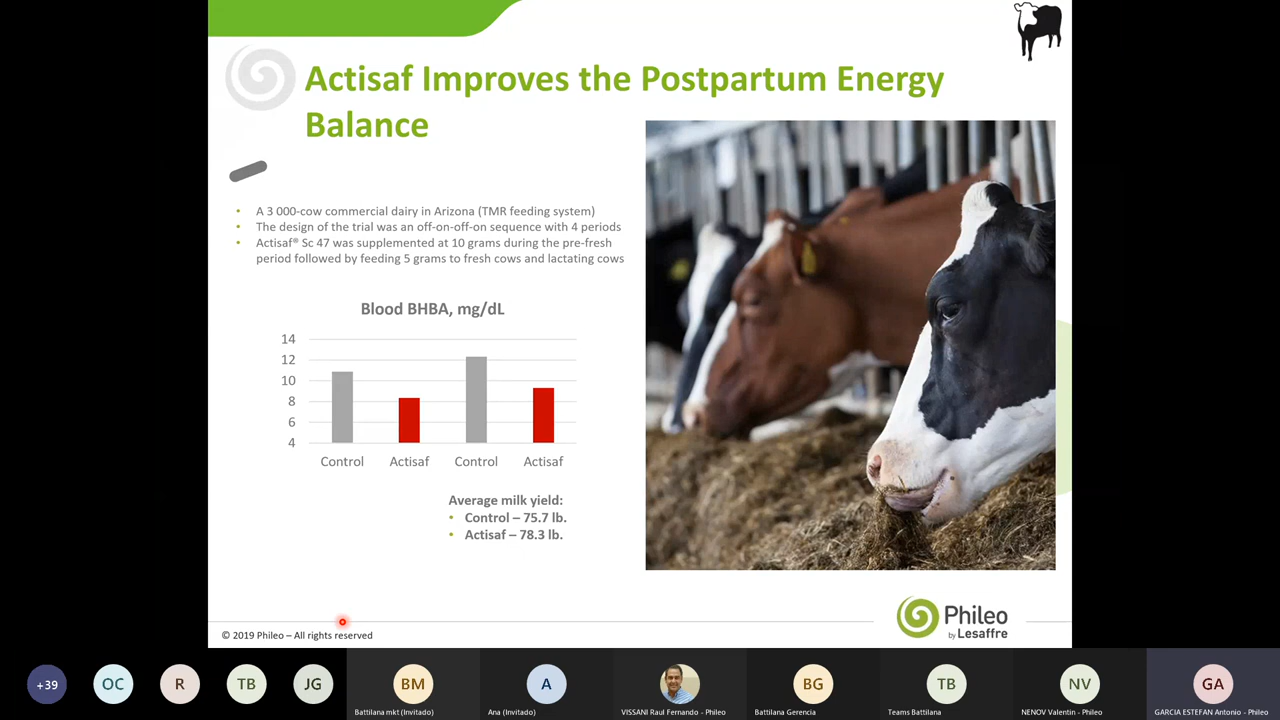 Actisaf Improves the Postpartum Energy
Balance
• A 3 000-cow commercial dairy in Arizona (TMR feeding system)
• The design of the trial was an off-on-off-on sequence with 4 periods
• Actisaf® Sc 47 was supplemented at 10 grams during the pre-fresh
period followed by feeding 5 grams to fresh cows and lactating cows
Blood BHBA, mg/dL
14
12
10
8
6
4
Control Actisaf Control Actisaf
Average milk yield:
• Control – 75.7 lb.
• Actisaf – 78.3 lb.
Phileo
by Lesaffre
© 2019 Phileo – All rights reserved
+39 OC R TB JG BM A BG TB NV GA
Battilana mkt (Invitado) Ana (Invitado) VISSANI Raul Fernando - Phileo Battilana Gerencia Teams Battilana NENOV Valentin - Phileo GARCIA ESTEFAN Antonio - Phileo